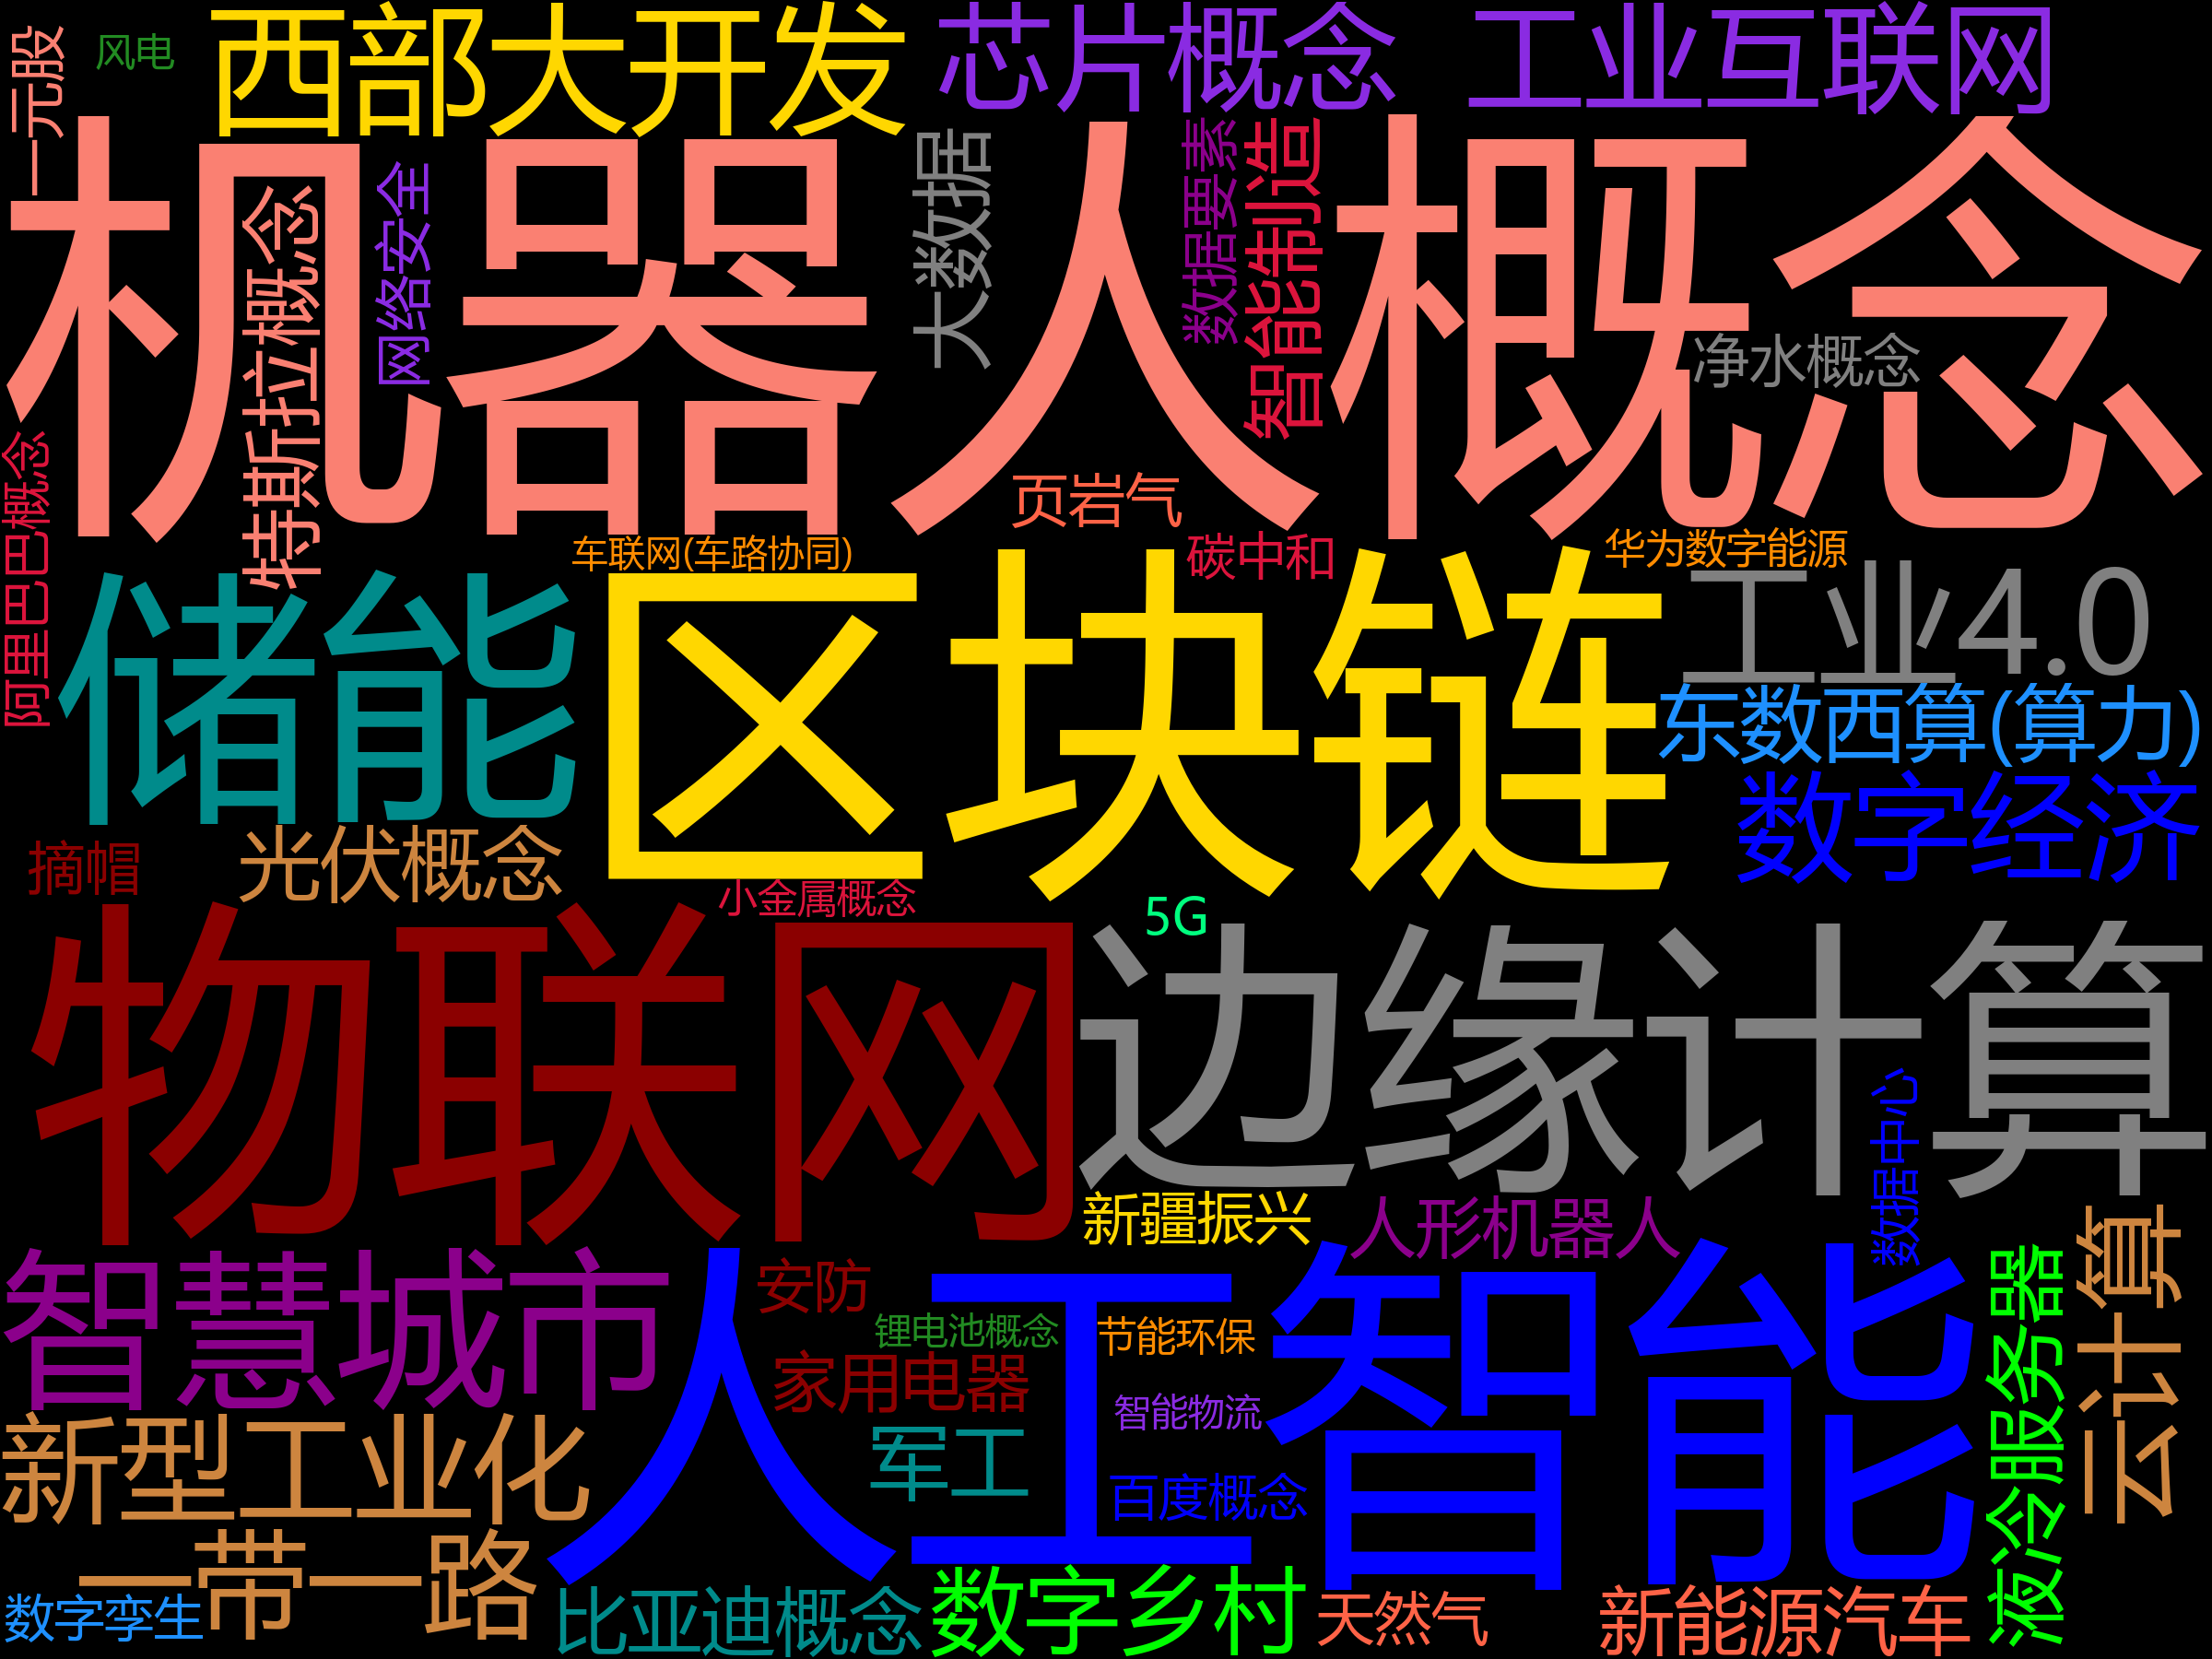 一元股
风电
西部大开发
芯片概念
工业互联网
机器人概念
特斯拉概念
网络安全
大数据
数据要素
智能制造
净水概念
阿里巴巴概念
页岩气
车联网(车路协同)
碳中和
华为数字能源
储能
区块链
工业4.0
东数西算(算力)
数字经济
摘帽
光伏概念
小金属概念
5G
物联网
边缘计算
数据中心
新疆振兴
人形机器人
智慧城市
安防
人工智能
锂电池概念
节能环保
家用电器
智能物流
液冷服务器
云计算
新型工业化
军工
百度概念
一带一路
数字孪生
比亚迪概念
数字乡村
天然气
新能源汽车